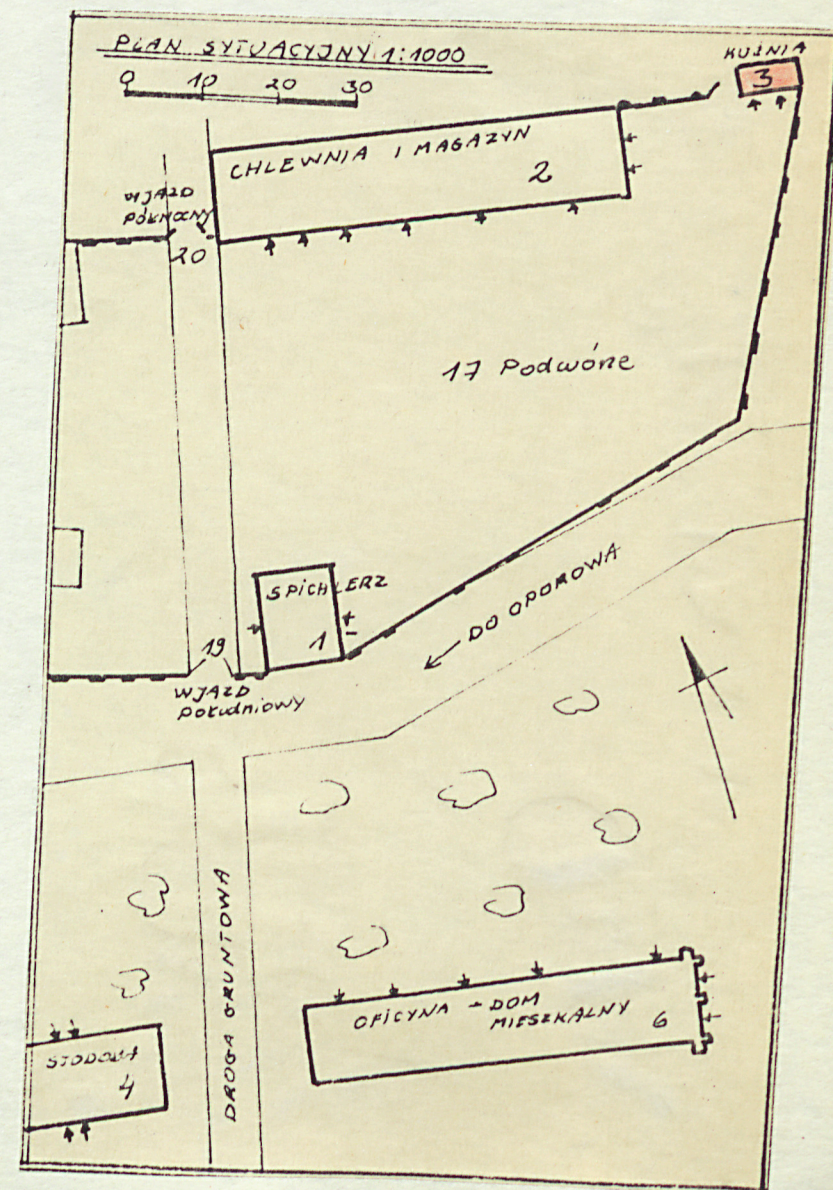 PLAN SYTUACYJNY 1:1000
0 10 20 30
KUŹNIA
3
CHLEWNIA I MAGAZYN
2
WJAZD
PÓŁNOCNY
20
17 Podwórze
SPICHLERZ
1
19
WJAZD
POŁUDNIOWY
DO OPOROWA
DROGA GRUNTOWA
OFICYNA - DOM
MIESZKALNY 6
STODOŁA
4